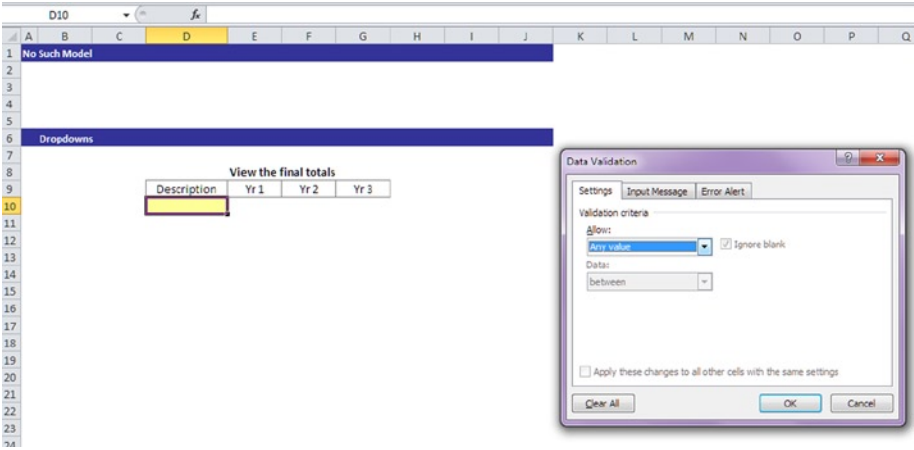 D10 fx
A B C D E F G H I J K L M N O P Q
1 No Such Model
2
3
4
5
6 Dropdowns
7
8 View the final totals
9 Description Yr 1 Yr 2 Yr 3
10
11
12
13
14
15
16
17
18
19
20
21
22
23
24
Data Validation
Settings Input Message Error Alert
Validation criteria
Allow:
Any value Ignore blank
Data:
between
Apply these changes to all other cells with the same settings
Clear All OK Cancel